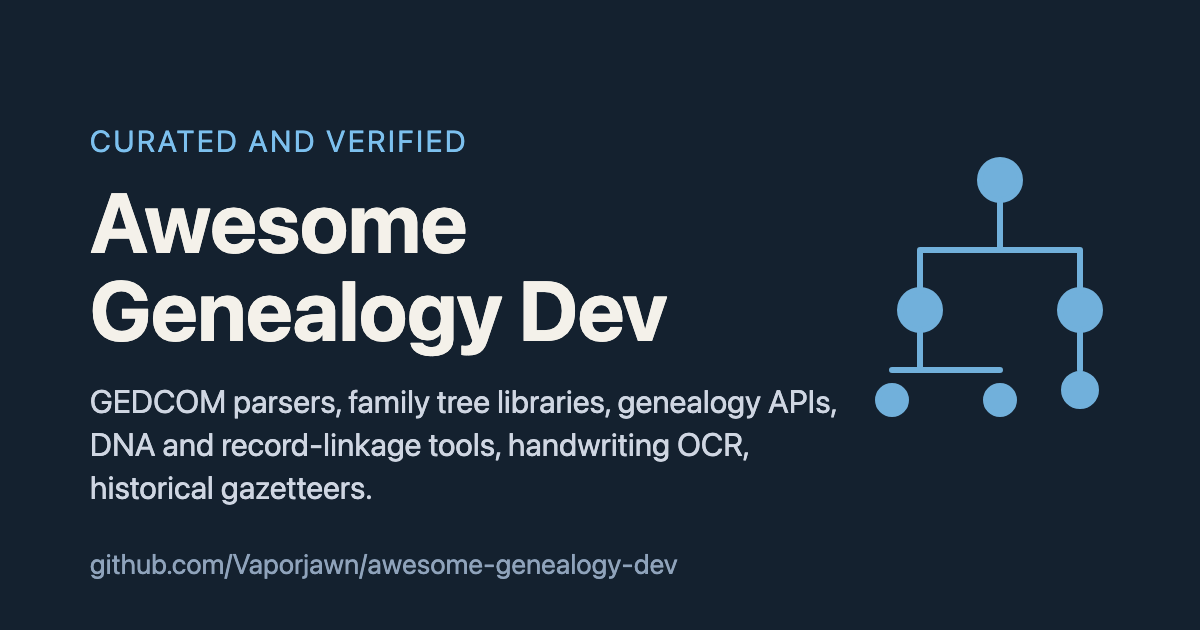 CURATED AND VERIFIED
Awesome
Genealogy Dev
GEDCOM parsers, family tree libraries, genealogy APIs,
DNA and record-linkage tools, handwriting OCR,
historical gazetteers.
github.com/Vaporjawn/awesome-genealogy-dev